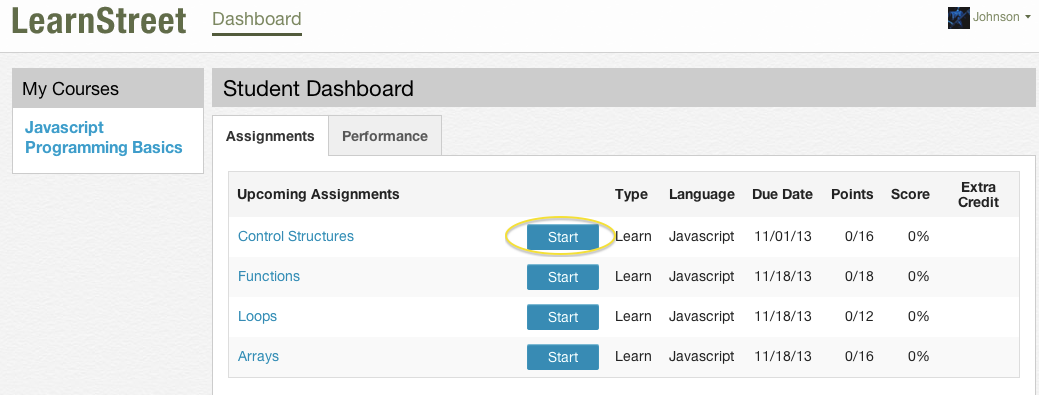 LearnStreet Dashboard Johnson
My Courses
Javascript
Programming Basics
Student Dashboard
Assignments Performance
Upcoming Assignments Type Language Due Date Points Score Extra Credit
Control Structures Start Learn Javascript 11/01/13 0/16 0%
Functions Start Learn Javascript 11/18/13 0/18 0%
Loops Start Learn Javascript 11/18/13 0/12 0%
Arrays Start Learn Javascript 11/18/13 0/16 0%